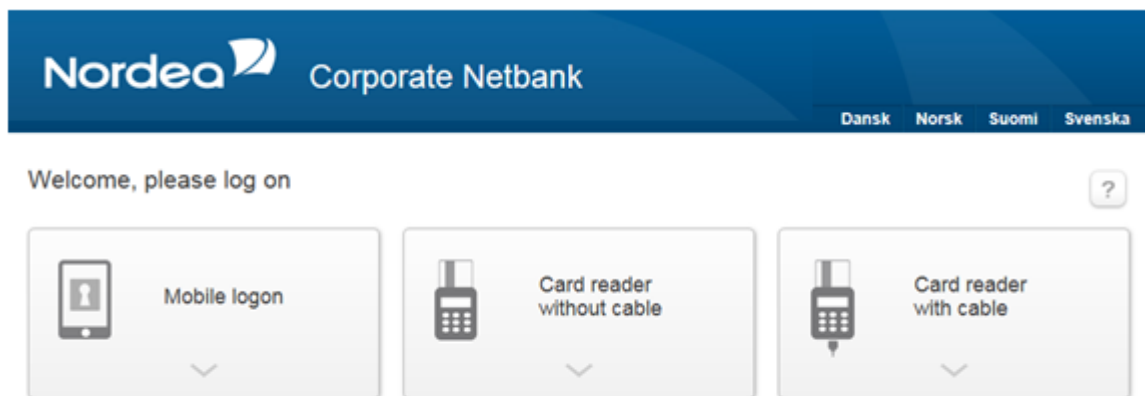 Nordea Corporate Netbank
Dansk Norsk Suomi Svenska
Welcome, please log on
?
Mobile logon
Card reader
without cable
Card reader
with cable